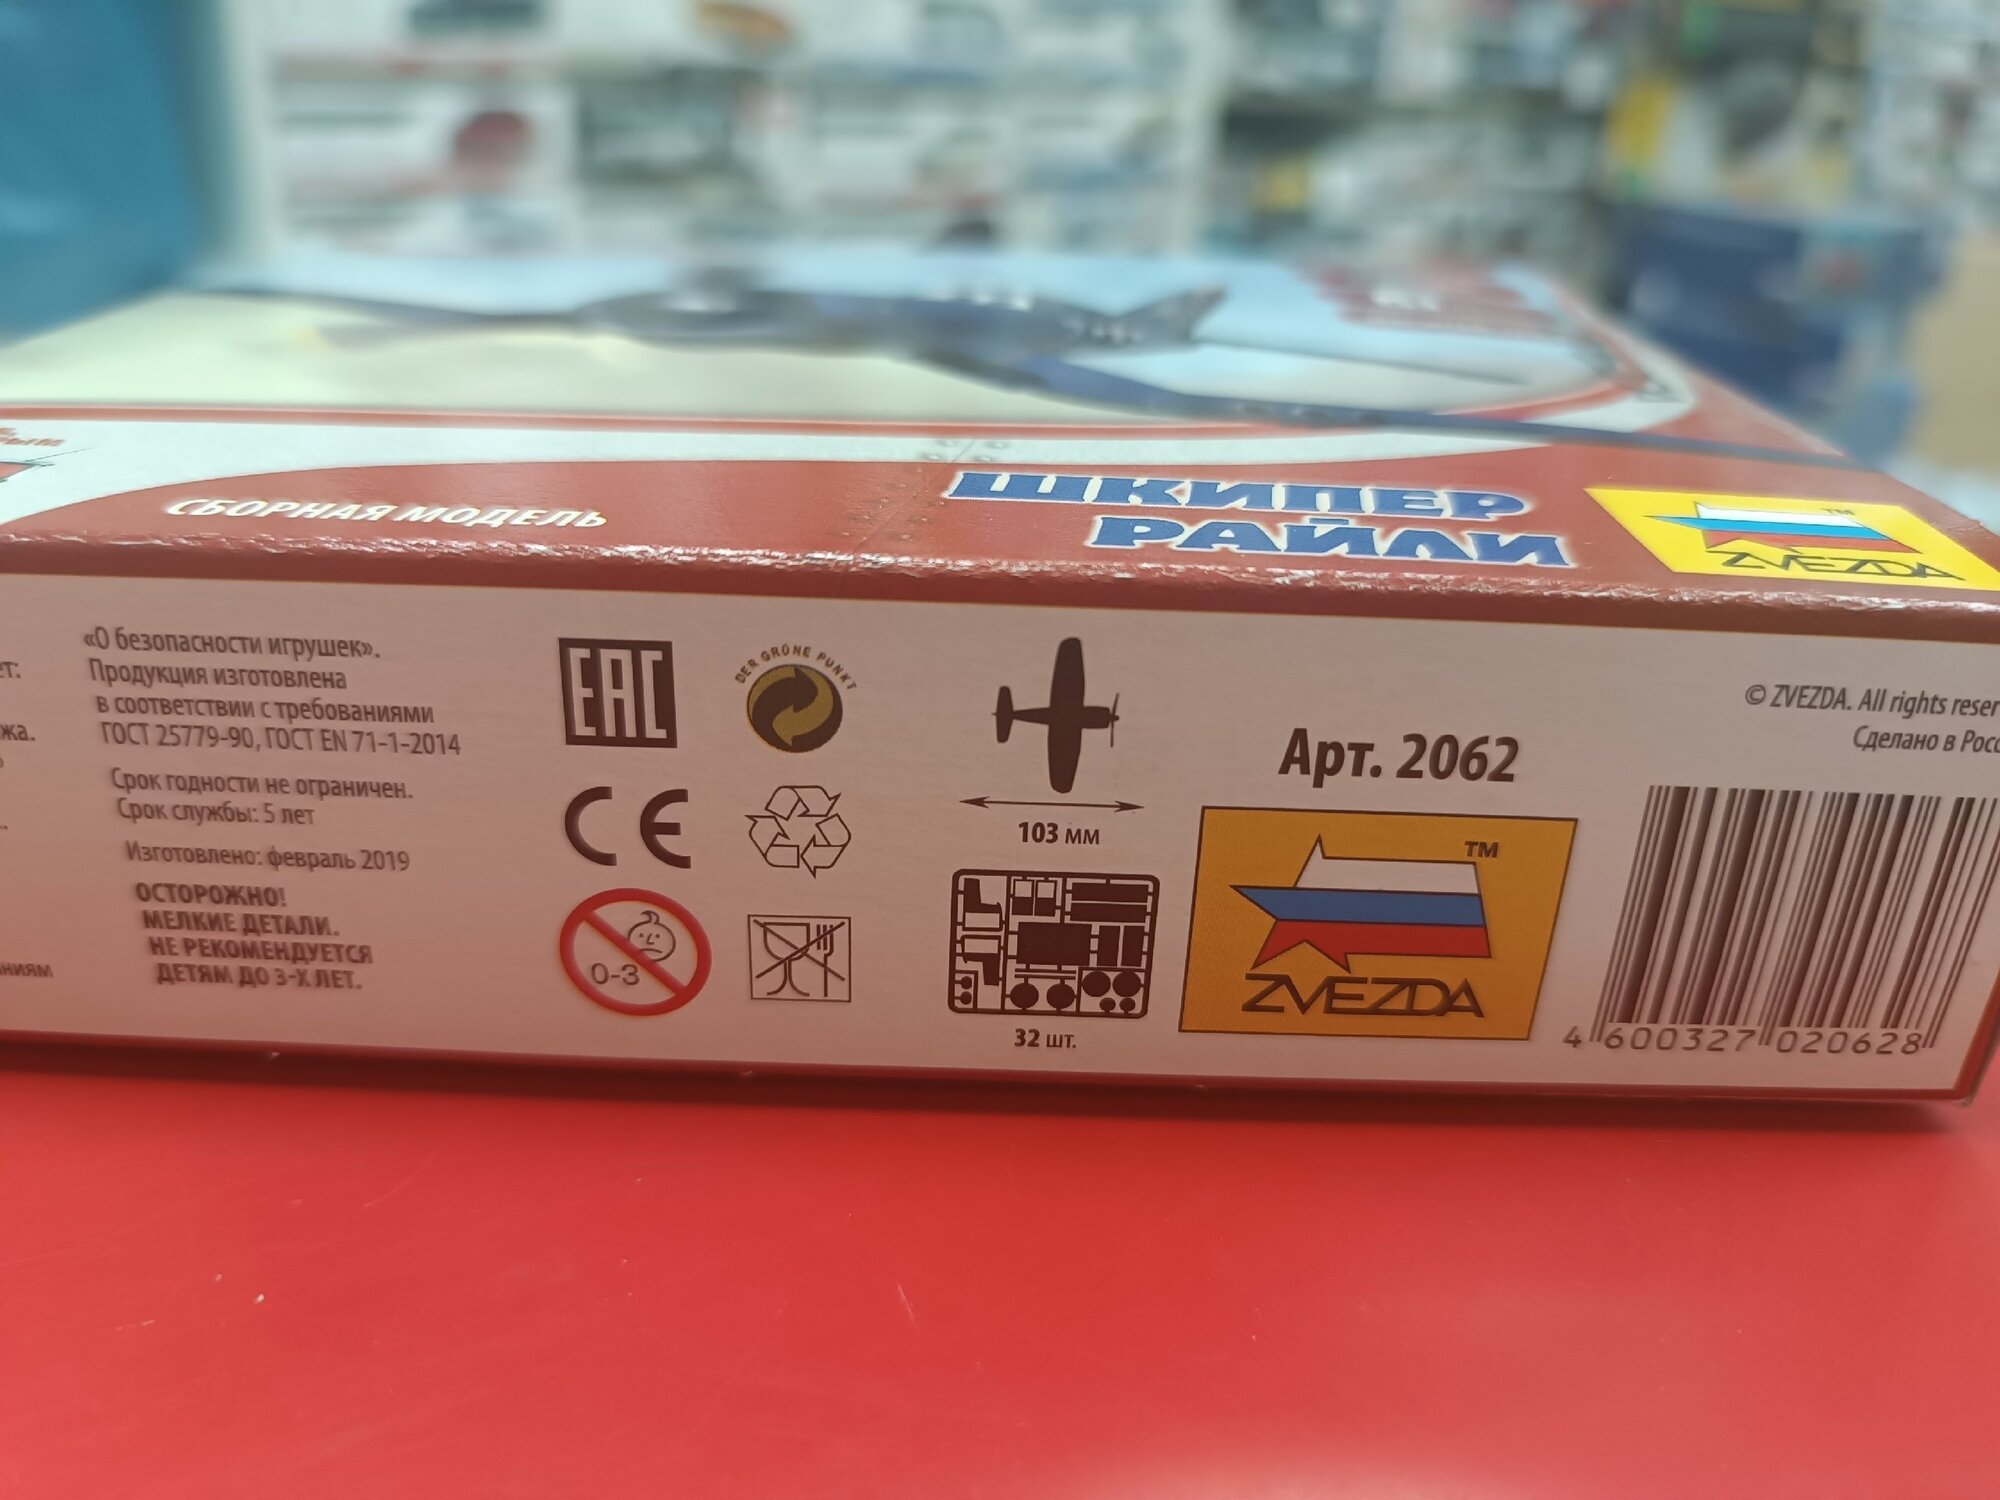 СБОРНАЯ МОДЕЛЬ
ШКИПЕР
РАЙЛИ
TM
ZVEZDA
«О безопасности игрушек».
Продукция изготовлена
в соответствии с требованиями
ГОСТ 25779-90, ГОСТ EN 71-1-2014
Срок годности не ограничен.
Срок службы: 5 лет
Изготовлено: февраль 2019
ОСТОРОЖНО!
МЕЛКИЕ ДЕТАЛИ.
НЕ РЕКОМЕНДУЕТСЯ
ДЕТЯМ ДО 3-Х ЛЕТ.
EAC
DER GRÜNE PUNKT
CE
0-3
103 мм
32 шт.
Арт. 2062
TM
ZVEZDA
© ZVEZDA. All rights reser
Сделано в Росс
4 600327 020628